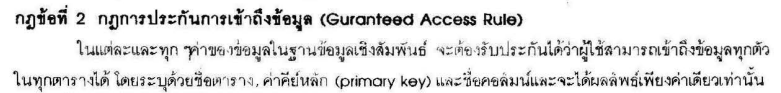 กฎข้อที่ 2 กฎการประกันการเข้าถึงข้อมูล (Guranteed Access Rule)
ในแต่ละและทุก ๆค่าของข้อมูลในฐานข้อมูลเชิงสัมพันธ์ จะต้องรับประกันได้ว่าผู้ใช้สามารถเข้าถึงข้อมูลทุกตัว
ในทุกตารางได้ โดยระบุด้วยชื่อตาราง, ค่าคีย์หลัก (primary key) และชื่อคอลัมน์และจะได้ผลลัพธ์เพียงค่าเดียวเท่านั้น